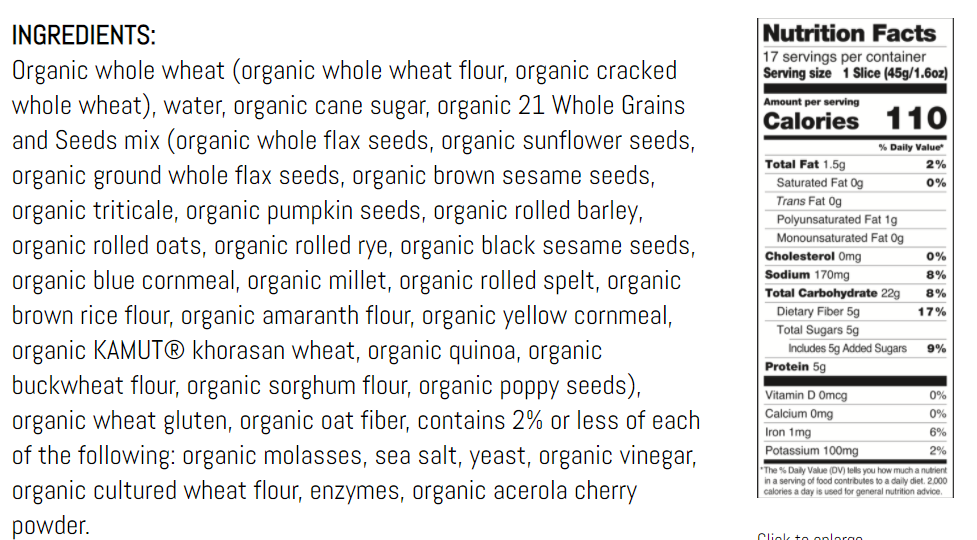 INGREDIENTS:
Organic whole wheat (organic whole wheat flour, organic cracked
whole wheat), water, organic cane sugar, organic 21 Whole Grains
and Seeds mix (organic whole flax seeds, organic sunflower seeds,
organic ground whole flax seeds, organic brown sesame seeds,
organic triticale, organic pumpkin seeds, organic rolled barley,
organic rolled oats, organic rolled rye, organic black sesame seeds,
organic blue cornmeal, organic millet, organic rolled spelt, organic
brown rice flour, organic amaranth flour, organic yellow cornmeal,
organic KAMUT® khorasan wheat, organic quinoa, organic
buckwheat flour, organic sorghum flour, organic poppy seeds),
organic wheat gluten, organic oat fiber, contains 2% or less of each
of the following: organic molasses, sea salt, yeast, organic vinegar,
organic cultured wheat flour, enzymes, organic acerola cherry
powder.
Nutrition Facts
17 servings per container
Serving size 1 Slice (45g/1.6oz)
Amount per serving
Calories 110
% Daily Value*
Total Fat 1.5g 2%
Saturated Fat 0g 0%
Trans Fat 0g
Polyunsaturated Fat 1g
Monounsaturated Fat 0g
Cholesterol 0mg 0%
Sodium 170mg 8%
Total Carbohydrate 22g 8%
Dietary Fiber 5g 17%
Total Sugars 5g
Includes 5g Added Sugars 9%
Protein 5g
Vitamin D 0mcg 0%
Calcium 0mg 0%
Iron 1mg 6%
Potassium 100mg 2%
*The % Daily Value (DV) tells you how much a nutrient
in a serving of food contributes to a daily diet. 2,000
calories a day is used for general nutrition advice.
Click to enlarge